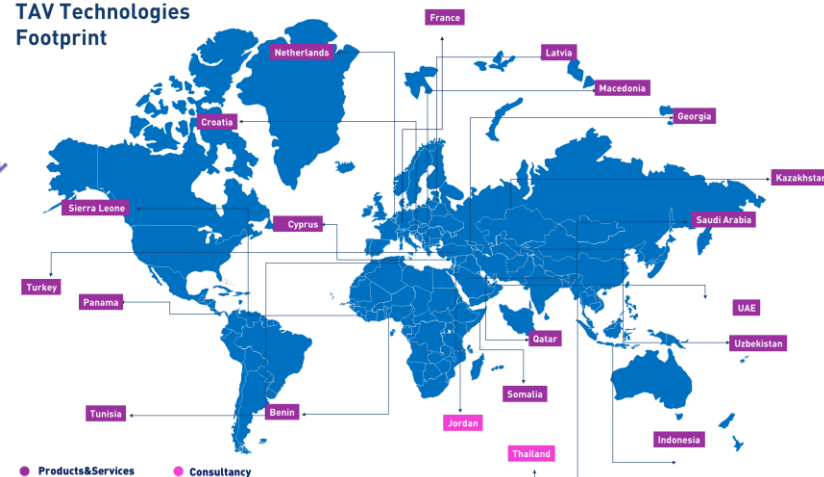 TAV Technologies
Footprint
France
Netherlands
Latvia
Macedonia
Croatia
Georgia
Kazakhstan
Sierra Leone
Cyprus
Saudi Arabia
Turkey
Panama
UAE
Qatar
Uzbekistan
Somalia
Tunisia
Benin
Jordan
Indonesia
Thailand
Products&Services
Consultancy